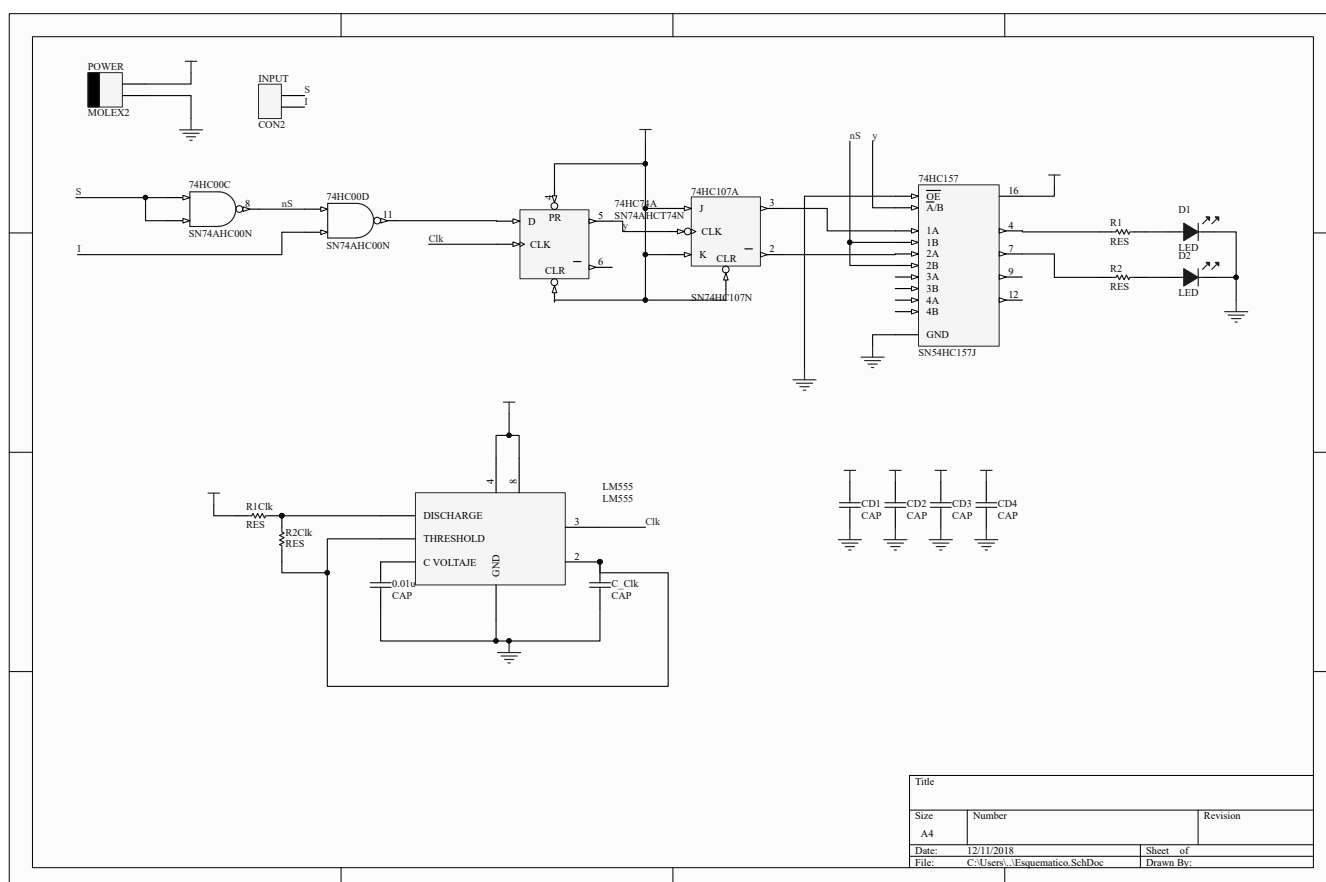 POWER
MOLEX2
INPUT
S
I
CON2
nS y
S
74HC00C
8
SN74AHC00N
nS
74HC00D
11
SN74AHC00N
I
Clk
4
D PR
CLK
CLR
5
6
74HC74A
SN74AHCT74N
y
74HC107A
J
CLK
K CLR
3
2
SN74HC107N
74HC157
OE
A/B
1A
1B
2A
2B
3A
3B
4A
4B
GND
16
4
7
9
12
SN54HC157J
R1
RES
R2
RES
D1
LED
D2
LED
R1Clk
RES
R2Clk
RES
4 8
LM555
LM555
DISCHARGE
THRESHOLD
C VOLTAJE
GND
3
Clk
2
0.01u
CAP
C_Clk
CAP
CD1
CAP
CD2
CAP
CD3
CAP
CD4
CAP
Title
Size Number Revision
A4
Date: 12/11/2018 Sheet of
File: C:\Users\..\Esquematico.SchDoc Drawn By: